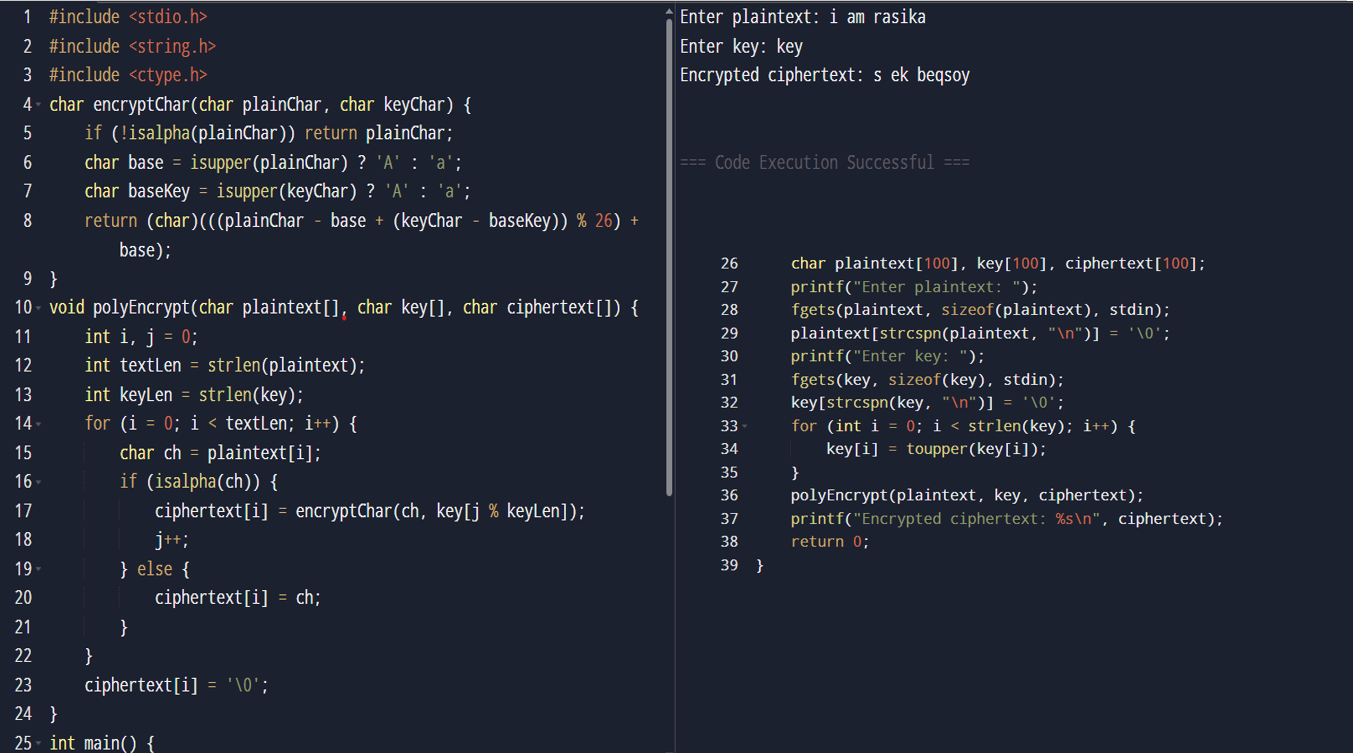 1 #include <stdio.h>
2 #include <string.h>
3 #include <ctype.h>
4 char encryptChar(char plainChar, char keyChar) {
5     if (!isalpha(plainChar)) return plainChar;
6     char base = isupper(plainChar) ? 'A' : 'a';
7     char baseKey = isupper(keyChar) ? 'A' : 'a';
8     return (char)(((plainChar - base + (keyChar - baseKey)) % 26) +
        base);
9 }
10 void polyEncrypt(char plaintext[], char key[], char ciphertext[]) {
11     int i, j = 0;
12     int textLen = strlen(plaintext);
13     int keyLen = strlen(key);
14     for (i = 0; i < textLen; i++) {
15         char ch = plaintext[i];
16         if (isalpha(ch)) {
17             ciphertext[i] = encryptChar(ch, key[j % keyLen]);
18             j++;
19         } else {
20             ciphertext[i] = ch;
21         }
22     }
23     ciphertext[i] = '\0';
24 }
25 int main() {
Enter plaintext: i am rasika
Enter key: key
Encrypted ciphertext: s ek beqsoy
=== Code Execution Successful ===
26     char plaintext[100], key[100], ciphertext[100];
27     printf("Enter plaintext: ");
28     fgets(plaintext, sizeof(plaintext), stdin);
29     plaintext[strcspn(plaintext, "\n")] = '\0';
30     printf("Enter key: ");
31     fgets(key, sizeof(key), stdin);
32     key[strcspn(key, "\n")] = '\0';
33     for (int i = 0; i < strlen(key); i++) {
34         key[i] = toupper(key[i]);
35     }
36     polyEncrypt(plaintext, key, ciphertext);
37     printf("Encrypted ciphertext: %s\n", ciphertext);
38     return 0;
39 }